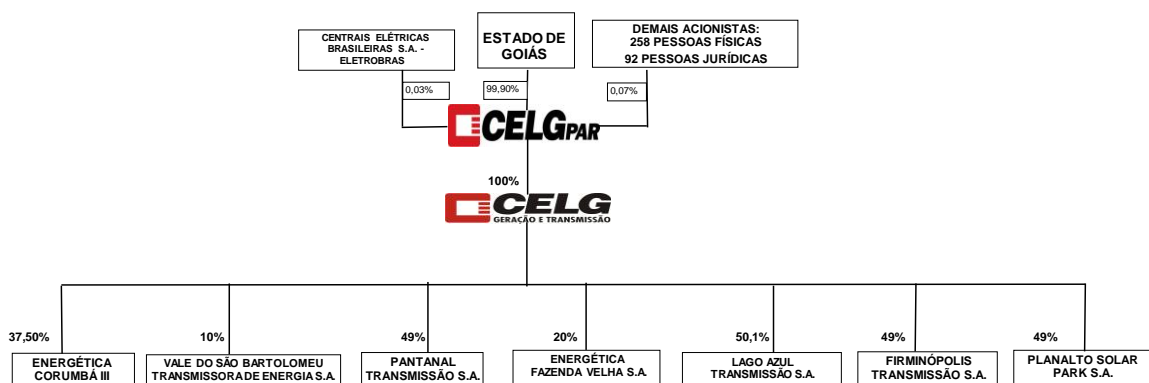 CENTRAIS ELÉTRICAS
BRASILEIRAS S.A. -
ELETROBRAS
ESTADO DE
GOIÁS
DEMAIS ACIONISTAS:
258 PESSOAS FÍSICAS
92 PESSOAS JURÍDICAS
0,03%
99,90%
0,07%
CELGPAR
100%
CELG
GERAÇÃO E TRANSMISSÃO
37,50%
ENERGÉTICA
CORUMBÁ III
10%
VALE DO SÃO BARTOLOMEU
TRANSMISSORA DE ENERGIA S.A.
49%
PANTANAL
TRANSMISSÃO S.A.
20%
ENERGÉTICA
FAZENDA VELHA S.A.
50,1%
LAGO AZUL
TRANSMISSÃO S.A.
49%
FIRMINÓPOLIS
TRANSMISSÃO S.A.
49%
PLANALTO SOLAR
PARK S.A.